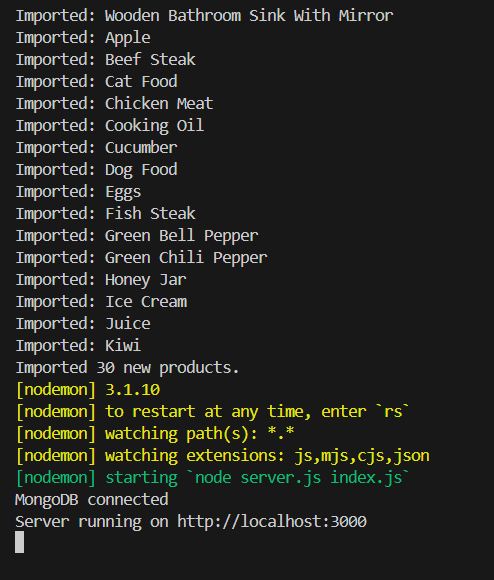 Imported: Wooden Bathroom Sink With Mirror
Imported: Apple
Imported: Beef Steak
Imported: Cat Food
Imported: Chicken Meat
Imported: Cooking Oil
Imported: Cucumber
Imported: Dog Food
Imported: Eggs
Imported: Fish Steak
Imported: Green Bell Pepper
Imported: Green Chili Pepper
Imported: Honey Jar
Imported: Ice Cream
Imported: Juice
Imported: Kiwi
Imported 30 new products.
[nodemon] 3.1.10
[nodemon] to restart at any time, enter `rs`
[nodemon] watching path(s): *.*
[nodemon] watching extensions: js,mjs,cjs,json
[nodemon] starting `node server.js index.js`
MongoDB connected
Server running on http://localhost:3000